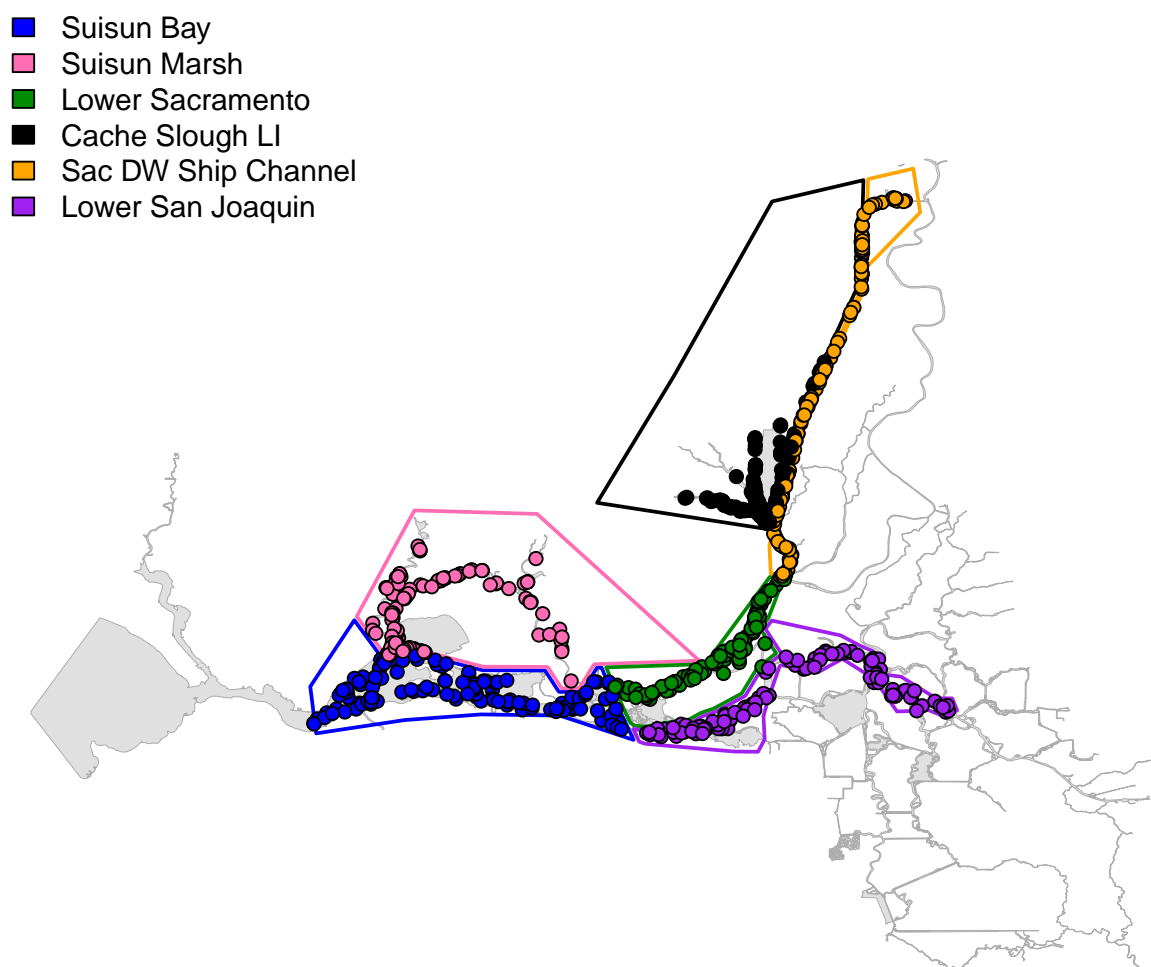 Suisun Bay
Suisun Marsh
Lower Sacramento
Cache Slough LI
Sac DW Ship Channel
Lower San Joaquin